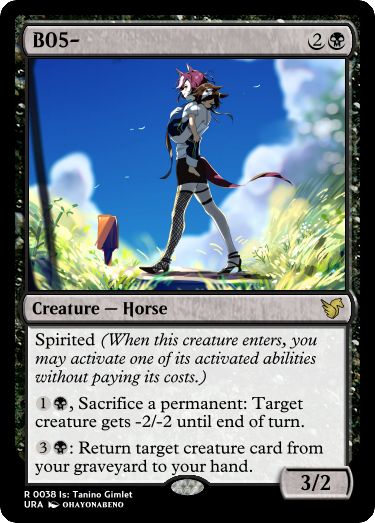 B05- 2
Creature — Horse
Spirited (When this creature enters, you
may activate one of its activated abilities
without paying its costs.)
1 , Sacrifice a permanent: Target
creature gets -2/-2 until end of turn.
3 : Return target creature card from
your graveyard to your hand.
3/2
R 0038 Is: Tanino Gimlet
URA OHAYONABENO